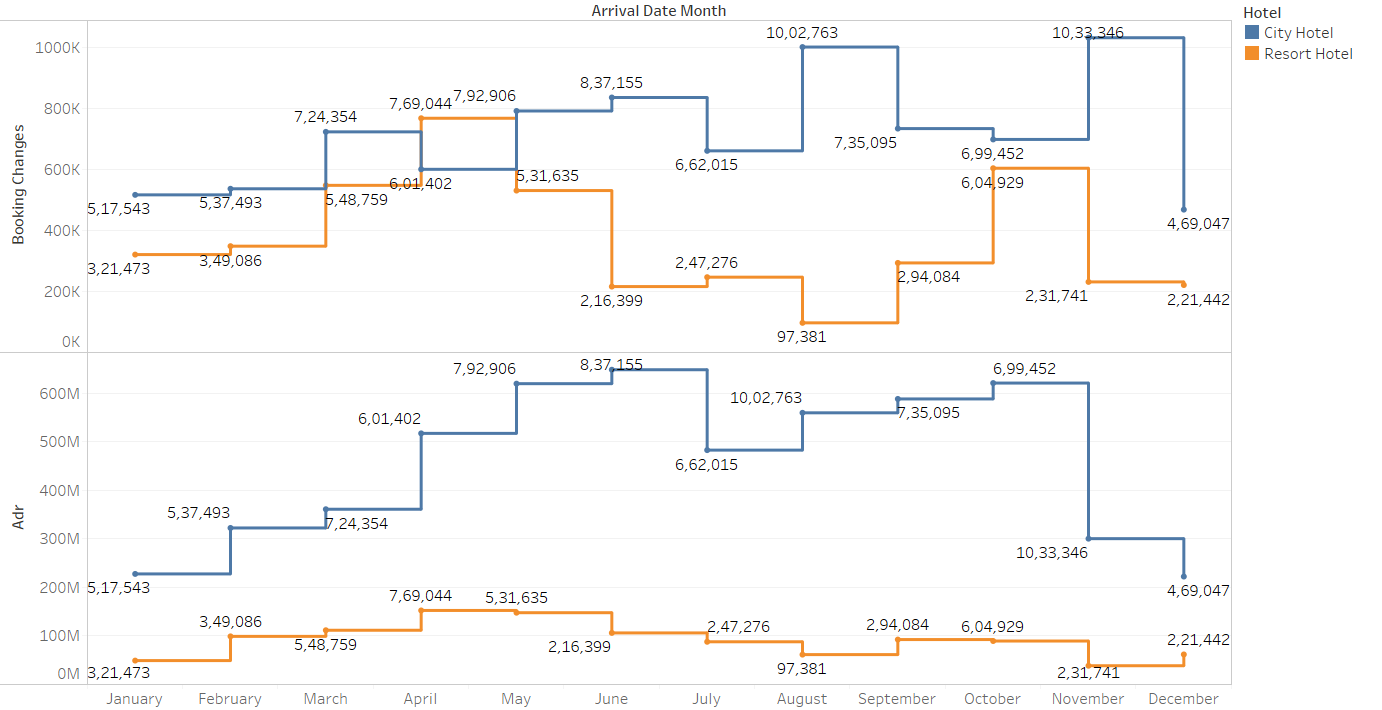 Arrival Date Month
Hotel
City Hotel
Resort Hotel
Booking Changes
1000K
800K
600K
400K
200K
0K
10,02,763
10,33,346
8,37,155
7,92,906
7,69,044
7,24,354
7,35,095
6,99,452
6,62,015
6,01,402
6,04,929
5,31,635
5,48,759
5,17,543
5,37,493
4,69,047
3,21,473
3,49,086
2,47,276
2,94,084
2,16,399
2,31,741
2,21,442
97,381
Adr
600M
500M
400M
300M
200M
100M
0M
7,92,906
8,37,155
6,99,452
10,02,763
7,35,095
6,01,402
6,62,015
5,37,493
7,24,354
10,33,346
5,17,543
4,69,047
7,69,044
5,31,635
3,49,086
2,47,276
2,94,084
6,04,929
2,21,442
5,48,759
2,16,399
97,381
2,31,741
3,21,473
January
February
March
April
May
June
July
August
September
October
November
December